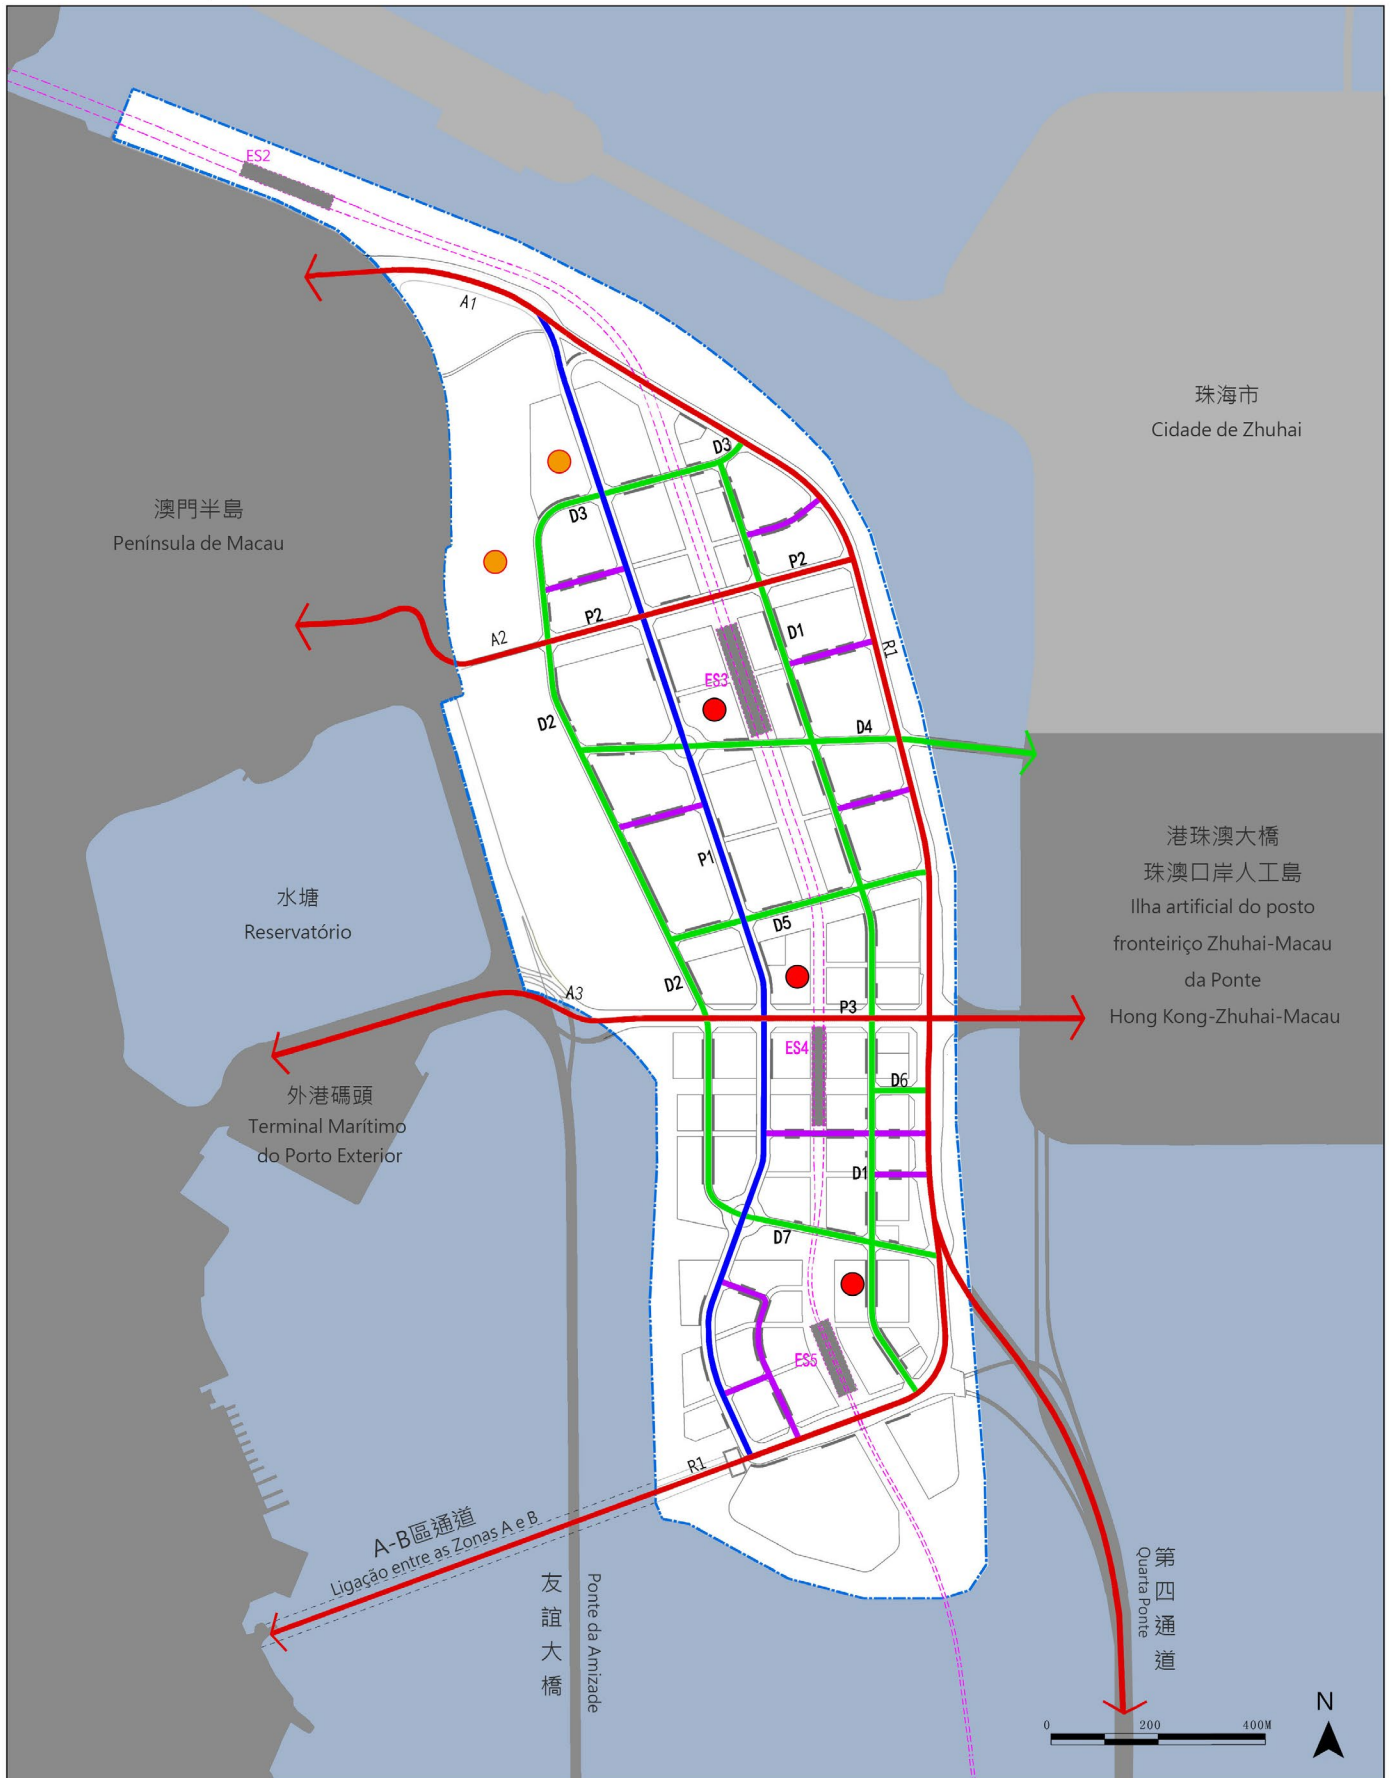 ES2
A1
珠海市
Cidade de Zhuhai
D3
澳門半島
Península de Macau
D3
P2
P2
A2
D1
R1
ES3
D2
D4
港珠澳大橋
珠澳口岸人工島
Ilha artificial do posto
fronteiriço Zhuhai-Macau
da Ponte
Hong Kong-Zhuhai-Macau
P1
水塘
Reservatório
D5
D2
A3
P3
ES4
D6
外港碼頭
Terminal Marítimo
do Porto Exterior
D1
D7
ES5
R1
A-B區通道
Ligação entre as Zonas A e B
友誼大橋
Ponte da Amizade
第四通道
Quarta Ponte
N
0 200 400M